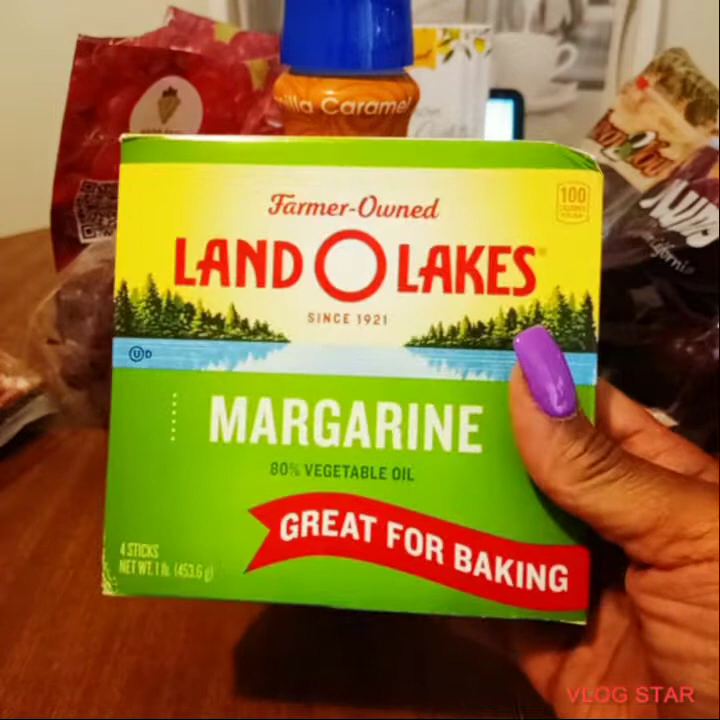 illa Caramel
Farmer-Owned
LAND O LAKES
SINCE 1921
100
CALORIES
U D
MARGARINE
80% VEGETABLE OIL
GREAT FOR BAKING
4 STICKS
NET WT. 1 lb. (453.6 g)
VLOG STAR